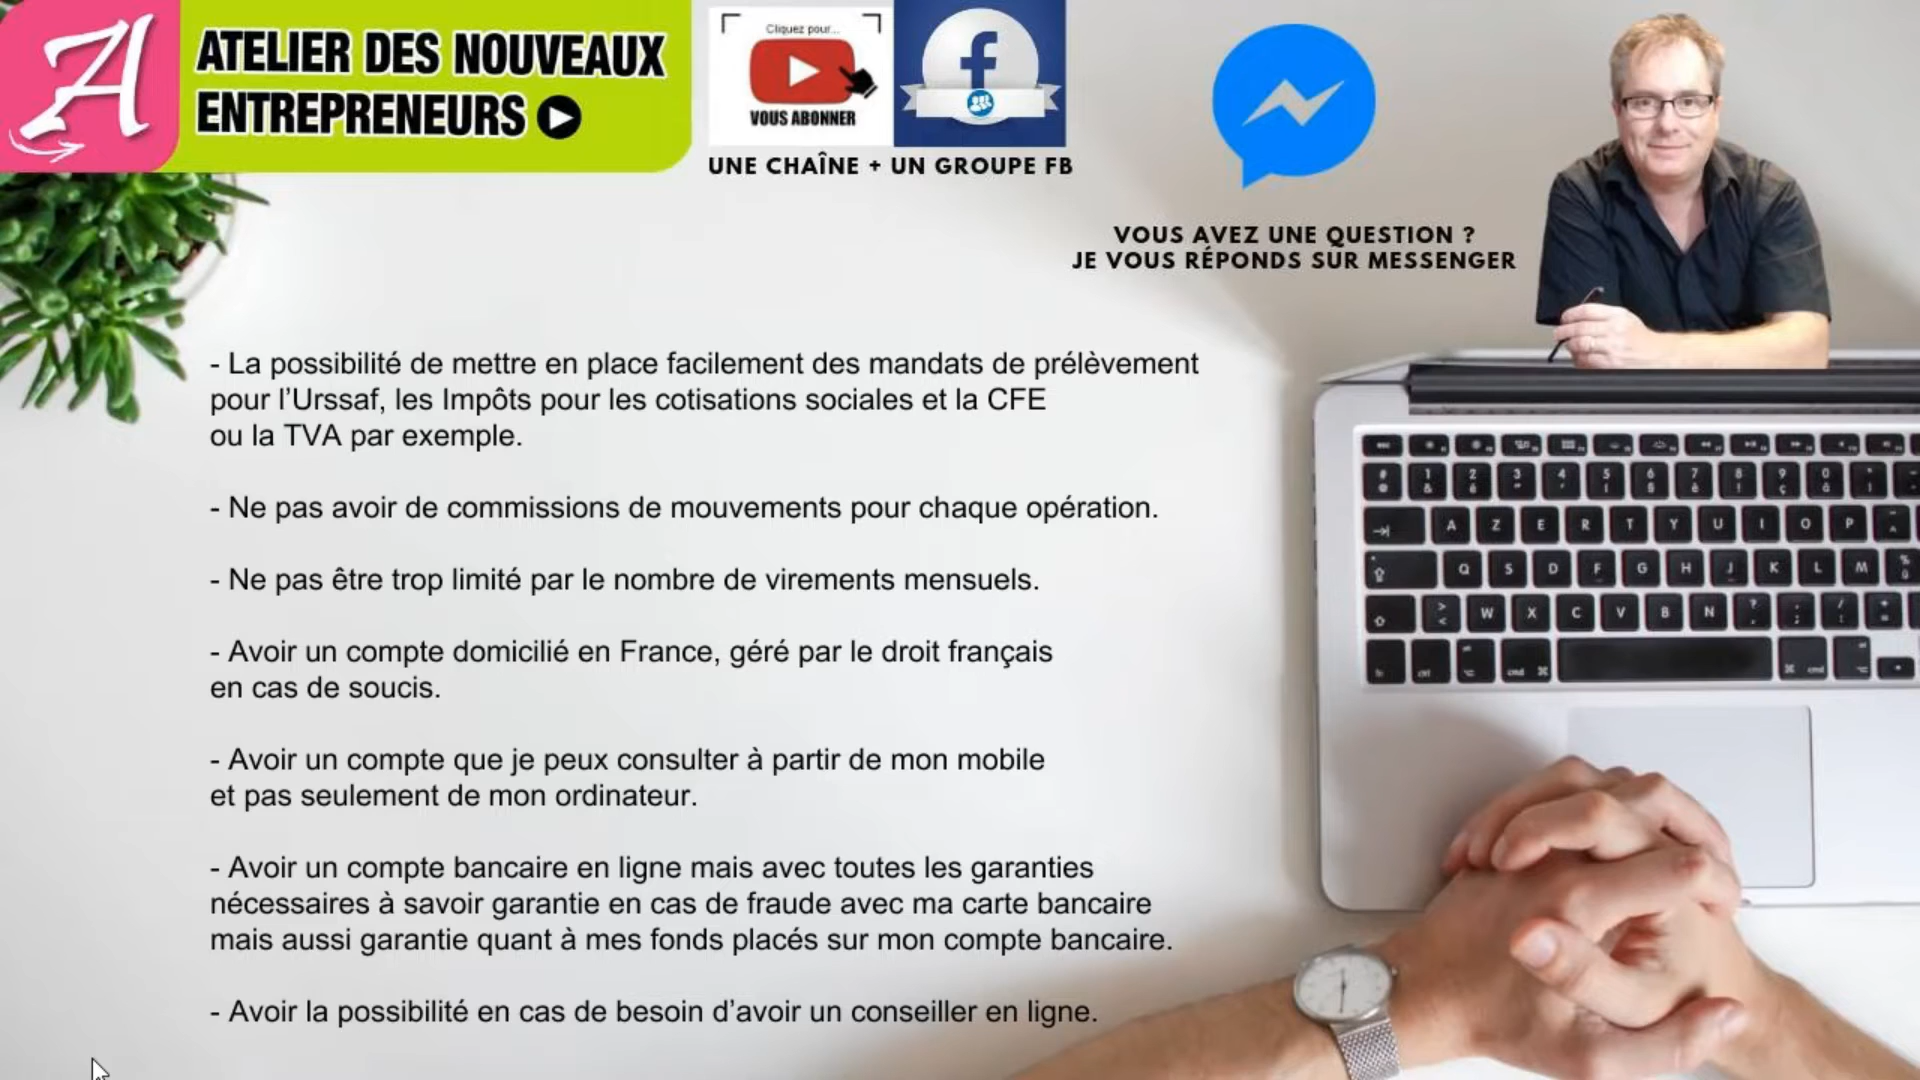 ATELIER DES NOUVEAUX
ENTREPRENEURS
Cliquez pour...
VOUS ABONNER
UNE CHAÎNE + UN GROUPE FB
VOUS AVEZ UNE QUESTION ?
JE VOUS RÉPONDS SUR MESSENGER
- La possibilité de mettre en place facilement des mandats de prélèvement
pour l’Urssaf, les Impôts pour les cotisations sociales et la CFE
ou la TVA par exemple.
- Ne pas avoir de commissions de mouvements pour chaque opération.
- Ne pas être trop limité par le nombre de virements mensuels.
- Avoir un compte domicilié en France, géré par le droit français
en cas de soucis.
- Avoir un compte que je peux consulter à partir de mon mobile
et pas seulement de mon ordinateur.
- Avoir un compte bancaire en ligne mais avec toutes les garanties
nécessaires à savoir garantie en cas de fraude avec ma carte bancaire
mais aussi garantie quant à mes fonds placés sur mon compte bancaire.
- Avoir la possibilité en cas de besoin d’avoir un conseiller en ligne.
A Z E R T Y U I O P
Q S D F G H J K L M
W X C V B N